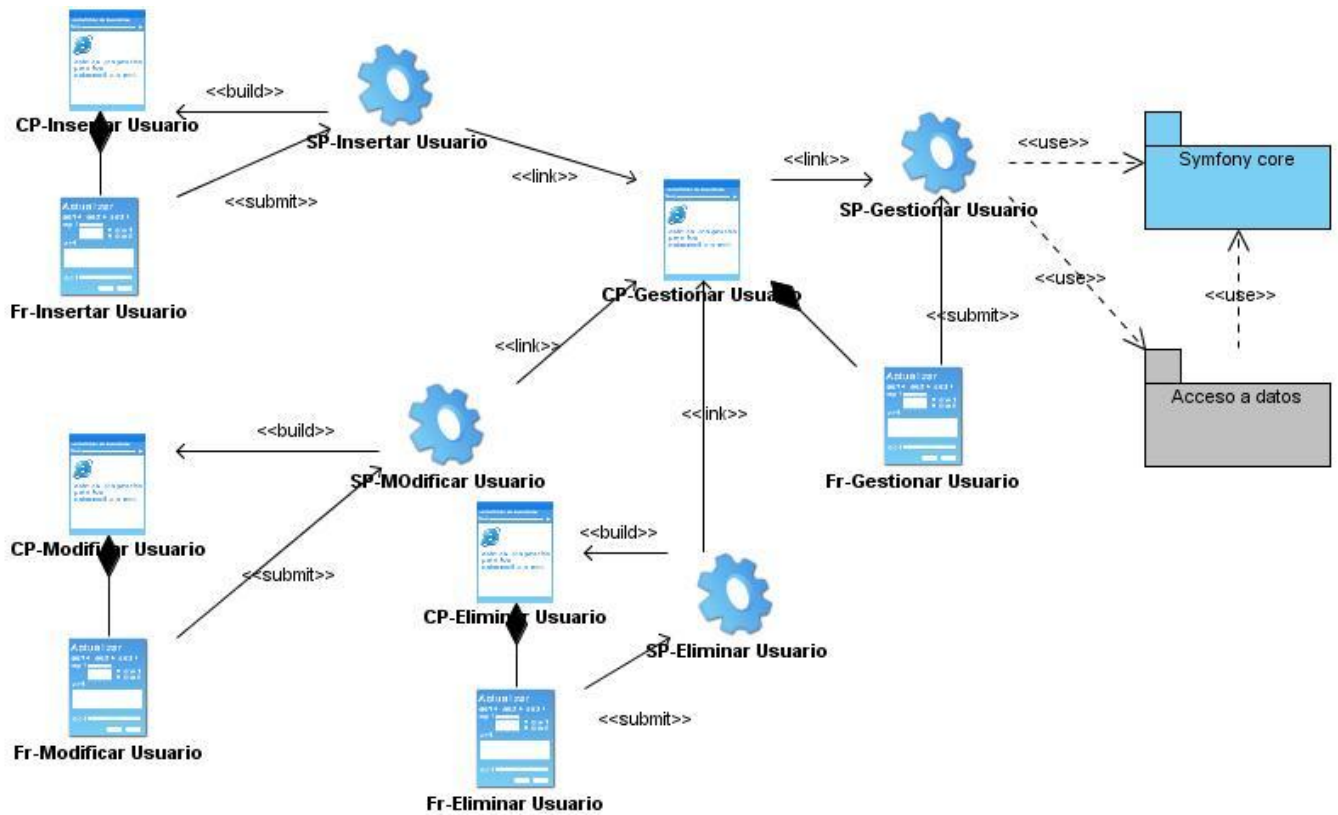 <<build>>
CP-Insertar Usuario
SP-Insertar Usuario
<<link>>
<<submit>>
Actualizar
Fr-Insertar Usuario
<<link>>
SP-Gestionar Usuario
<<use>>
Symfony core
CP-Gestionar Usuario
<<use>>
<<use>>
<<submit>>
<<link>>
Actualizar
Fr-Gestionar Usuario
Acceso a datos
<<link>>
<<build>>
SP-MOdificar Usuario
CP-Modificar Usuario
<<submit>>
Actualizar
Fr-Modificar Usuario
<<build>>
CP-Eliminar Usuario
SP-Eliminar Usuario
<<submit>>
Actualizar
Fr-Eliminar Usuario